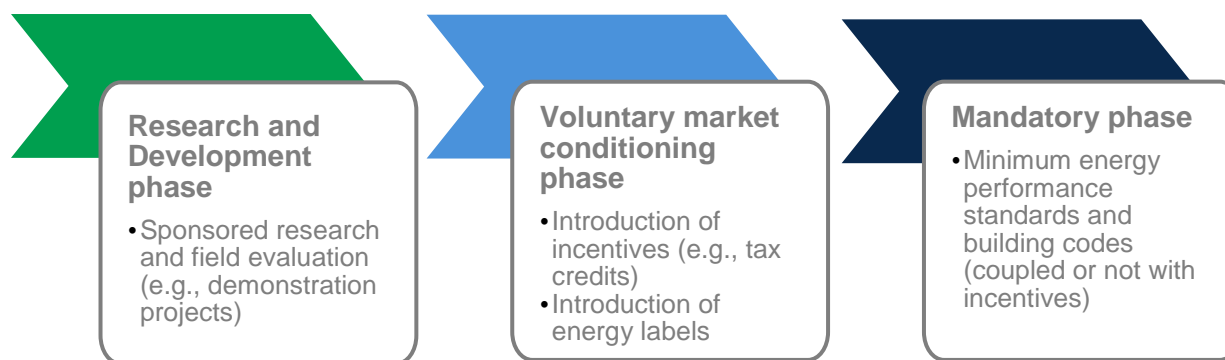 Research and
Development
phase
•Sponsored research
and field evaluation
(e.g., demonstration
projects)
Voluntary market
conditioning
phase
•Introduction of
incentives (e.g., tax
credits)
•Introduction of
energy labels
Mandatory phase
•Minimum energy
performance
standards and
building codes
(coupled or not with
incentives)